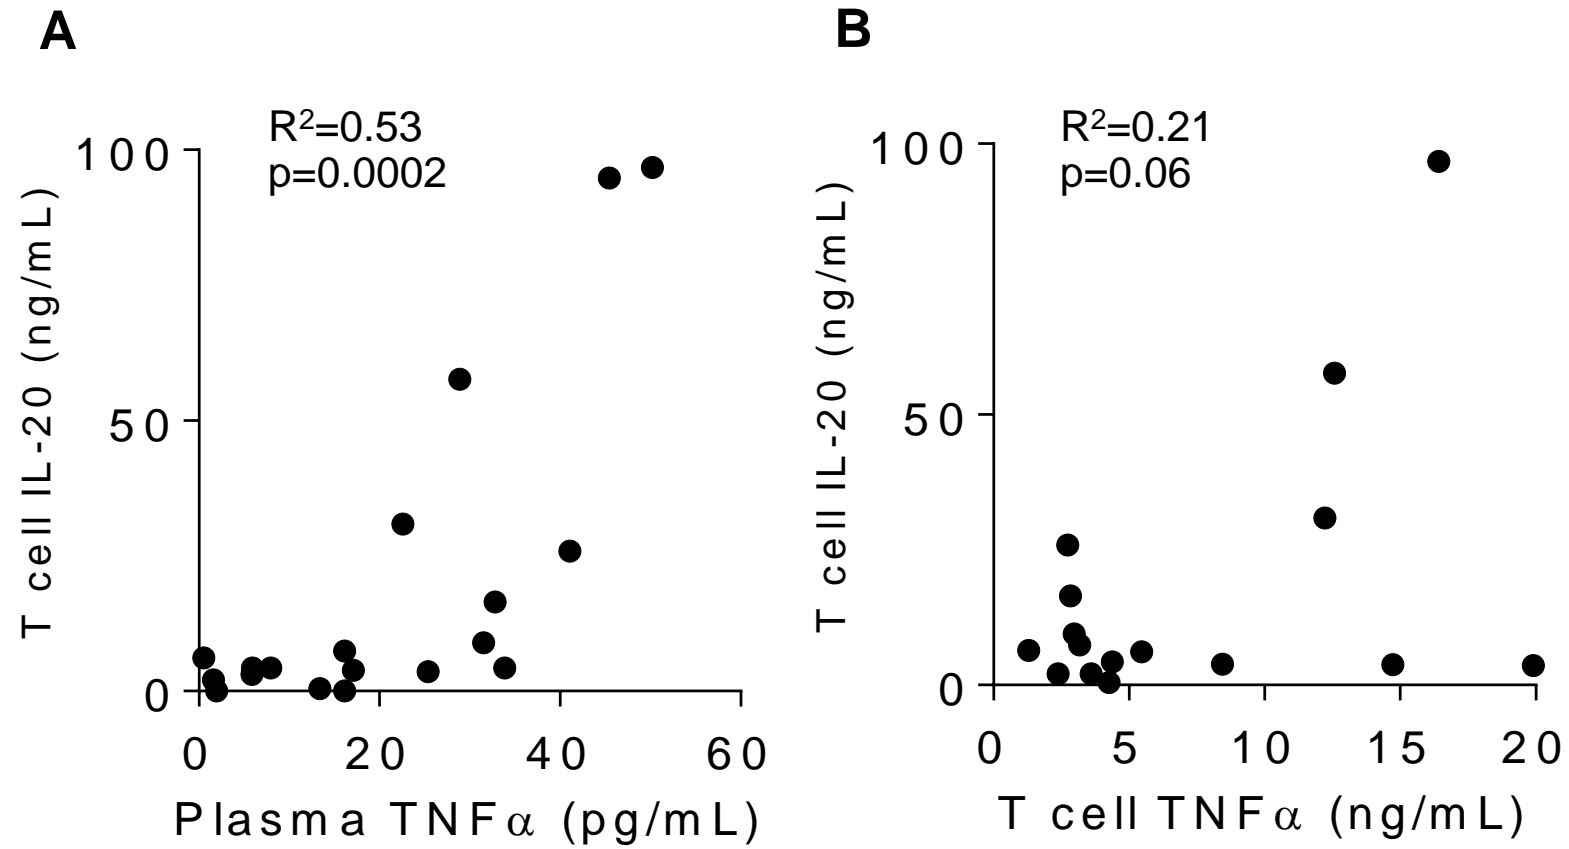 A
R²=0.53
p=0.0002
100
50
0
T cell IL-20 (ng/mL)
0 20 40 60
Plasma TNFα (pg/mL)
B
R²=0.21
p=0.06
100
50
0
T cell IL-20 (ng/mL)
0 5 10 15 20
T cell TNFα (ng/mL)